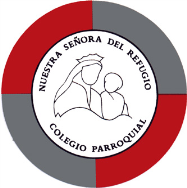 NUESTRA SEÑORA DEL REFUGIO
COLEGIO PARROQUIAL